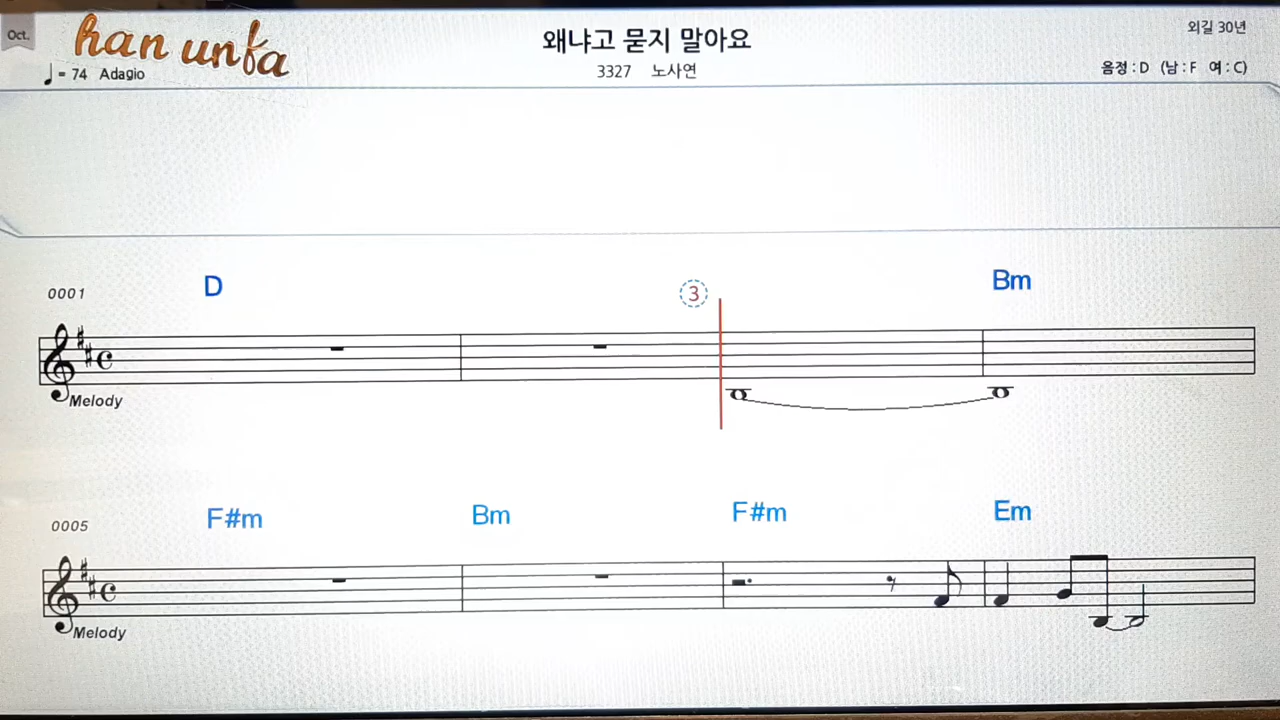 Oct.
han unfa
왜냐고 묻지 말아요
외길 30년
♩= 74 Adagio
3327 노사연
음정 : D (남 : F 여 : C)
0001
D
3
Bm
Melody
0005
F#m
Bm
F#m
Em
Melody